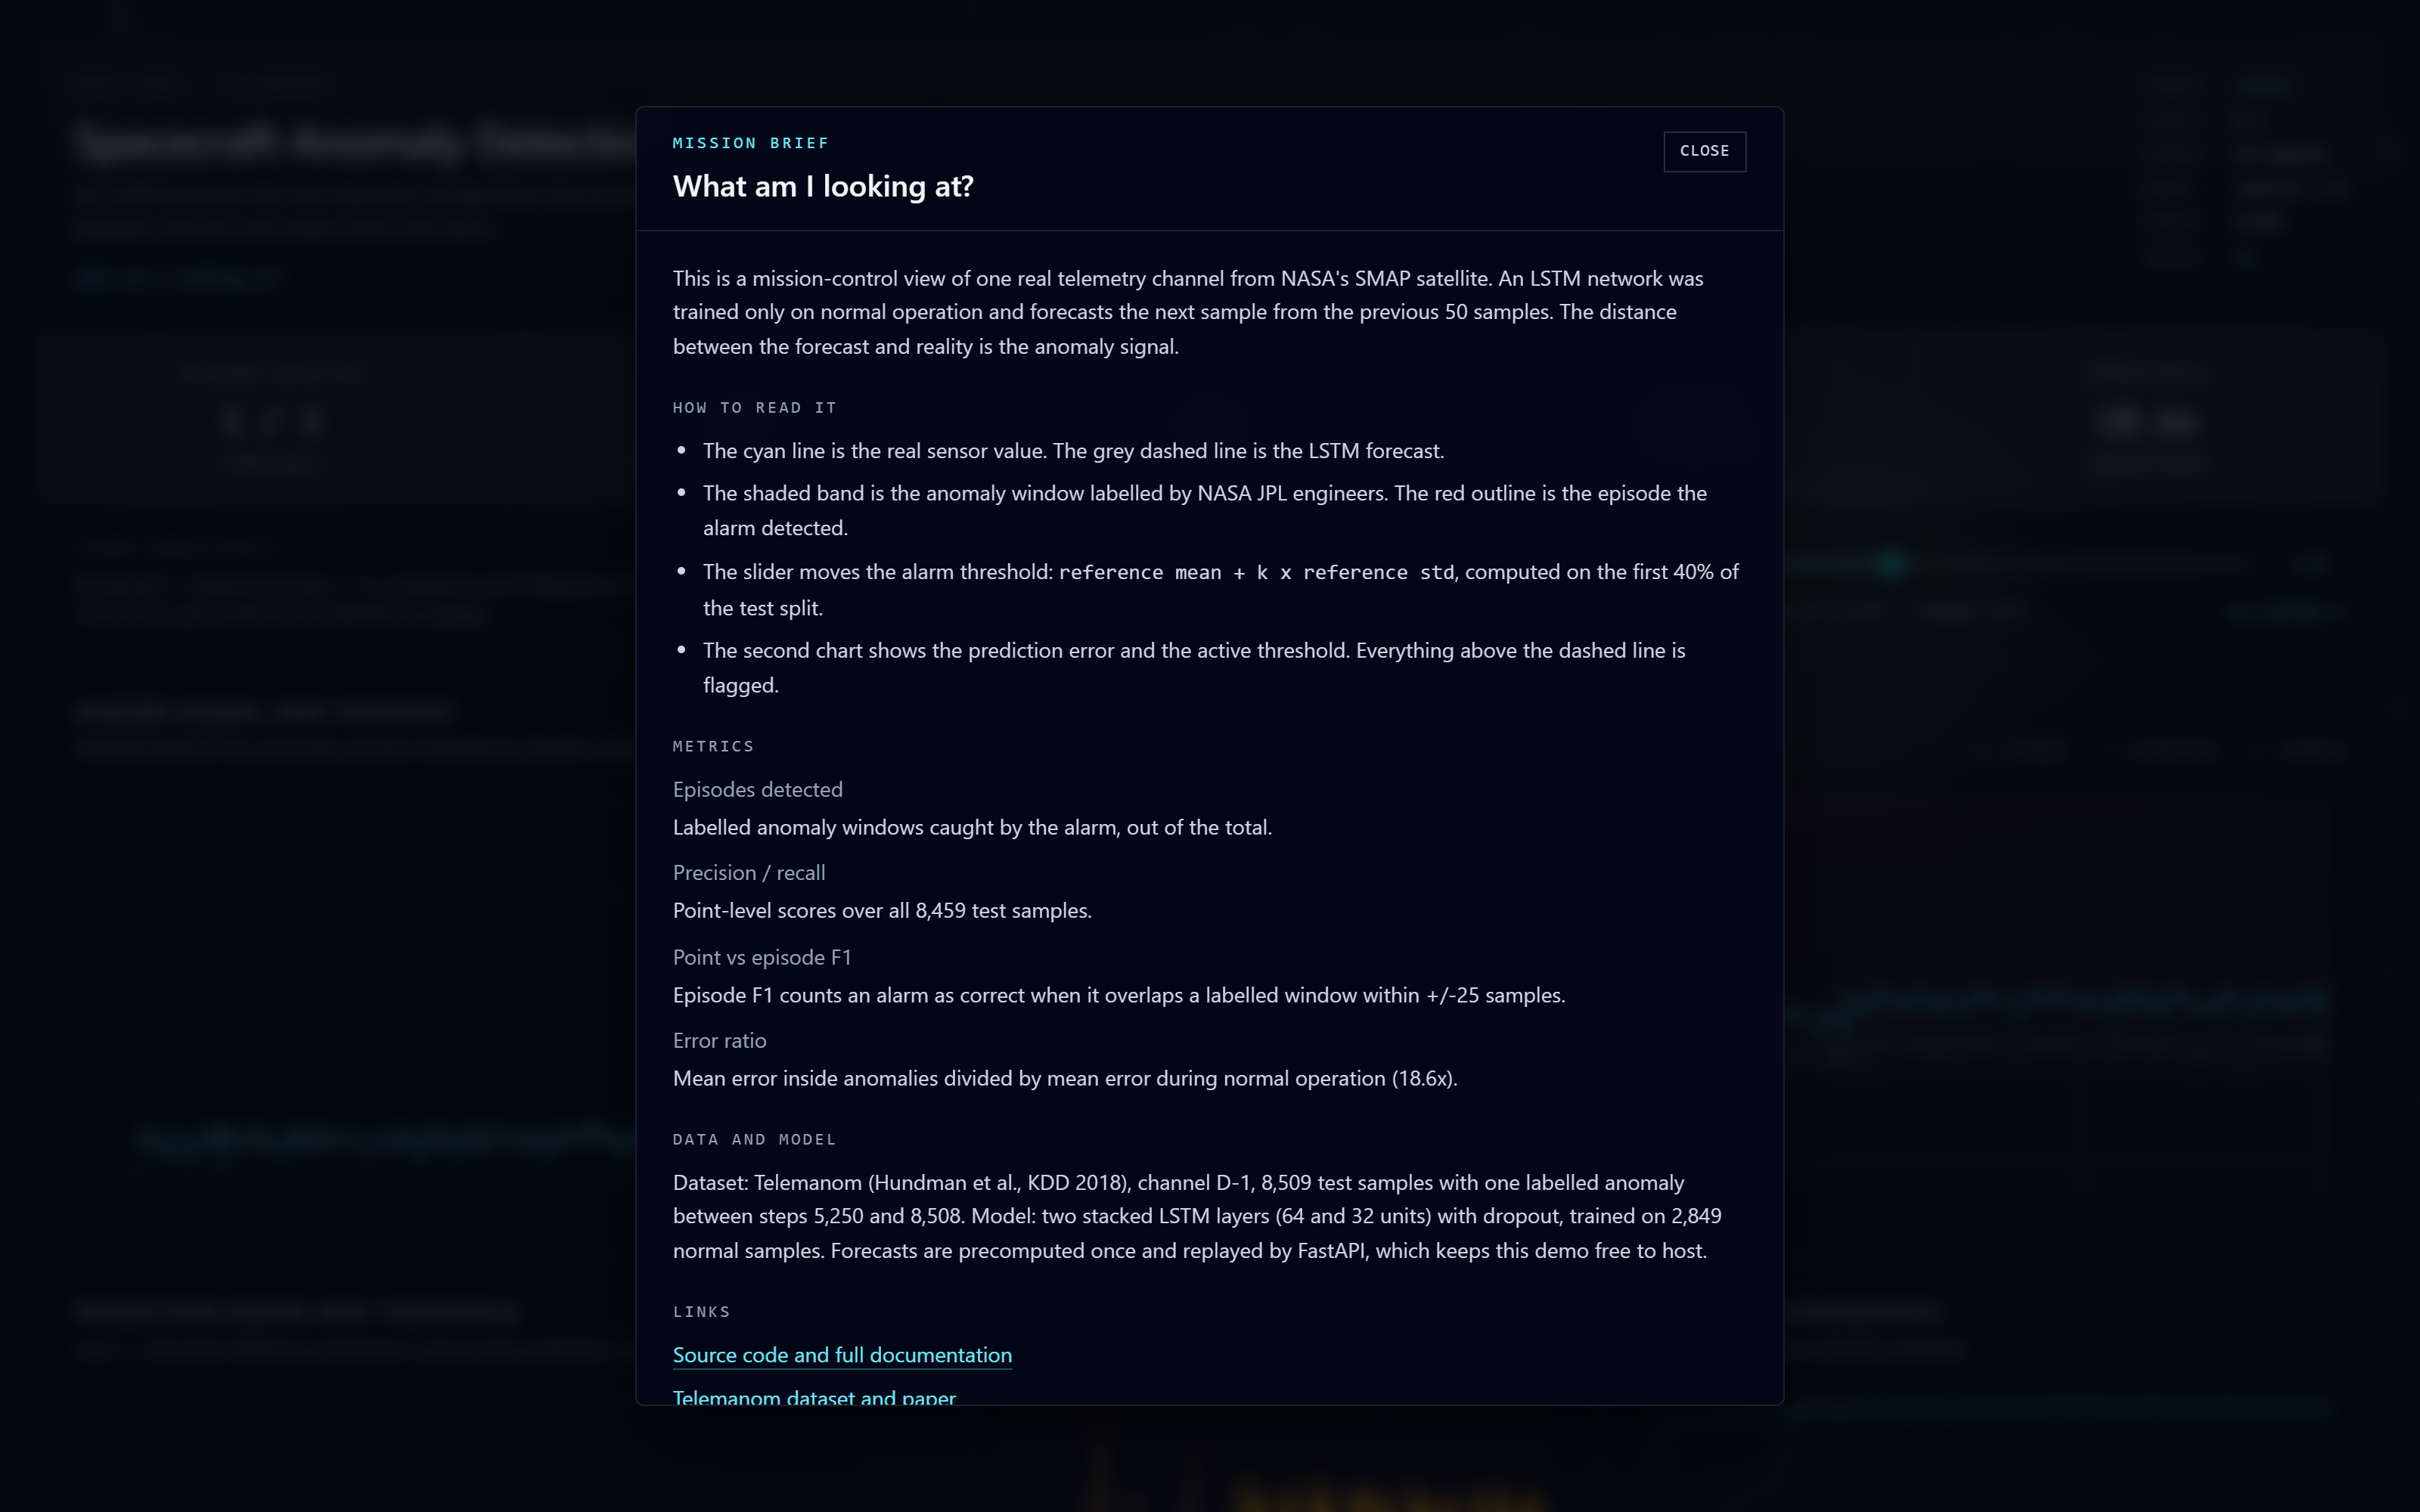 Spacecraft Anomaly Detectio
MISSION BRIEF
CLOSE
What am I looking at?
This is a mission-control view of one real telemetry channel from NASA's SMAP satellite. An LSTM network was
trained only on normal operation and forecasts the next sample from the previous 50 samples. The distance
between the forecast and reality is the anomaly signal.
HOW TO READ IT
• The cyan line is the real sensor value. The grey dashed line is the LSTM forecast.
• The shaded band is the anomaly window labelled by NASA JPL engineers. The red outline is the episode the
alarm detected.
• The slider moves the alarm threshold: reference mean + k x reference std, computed on the first 40% of
the test split.
• The second chart shows the prediction error and the active threshold. Everything above the dashed line is
flagged.
METRICS
Episodes detected
Labelled anomaly windows caught by the alarm, out of the total.
Precision / recall
Point-level scores over all 8,459 test samples.
Point vs episode F1
Episode F1 counts an alarm as correct when it overlaps a labelled window within +/-25 samples.
Error ratio
Mean error inside anomalies divided by mean error during normal operation (18.6x).
DATA AND MODEL
Dataset: Telemanom (Hundman et al., KDD 2018), channel D-1, 8,509 test samples with one labelled anomaly
between steps 5,250 and 8,508. Model: two stacked LSTM layers (64 and 32 units) with dropout, trained on 2,849
normal samples. Forecasts are precomputed once and replayed by FastAPI, which keeps this demo free to host.
LINKS
Source code and full documentation
Telemanom dataset and paper